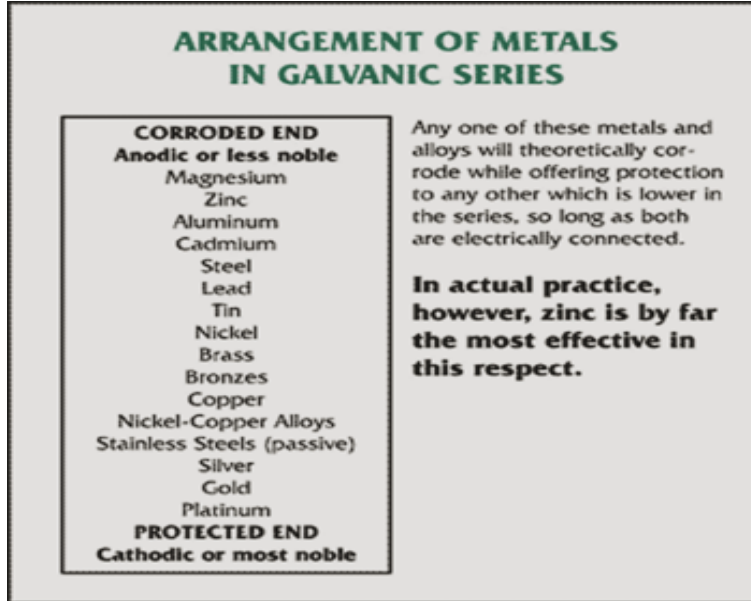 ARRANGEMENT OF METALS
IN GALVANIC SERIES
CORRODED END
Anodic or less noble
Magnesium
Zinc
Aluminum
Cadmium
Steel
Lead
Tin
Nickel
Brass
Bronzes
Copper
Nickel-Copper Alloys
Stainless Steels (passive)
Silver
Gold
Platinum
PROTECTED END
Cathodic or most noble
Any one of these metals and
alloys will theoretically cor-
rode while offering protection
to any other which is lower in
the series, so long as both
are electrically connected.
In actual practice,
however, zinc is by far
the most effective in
this respect.